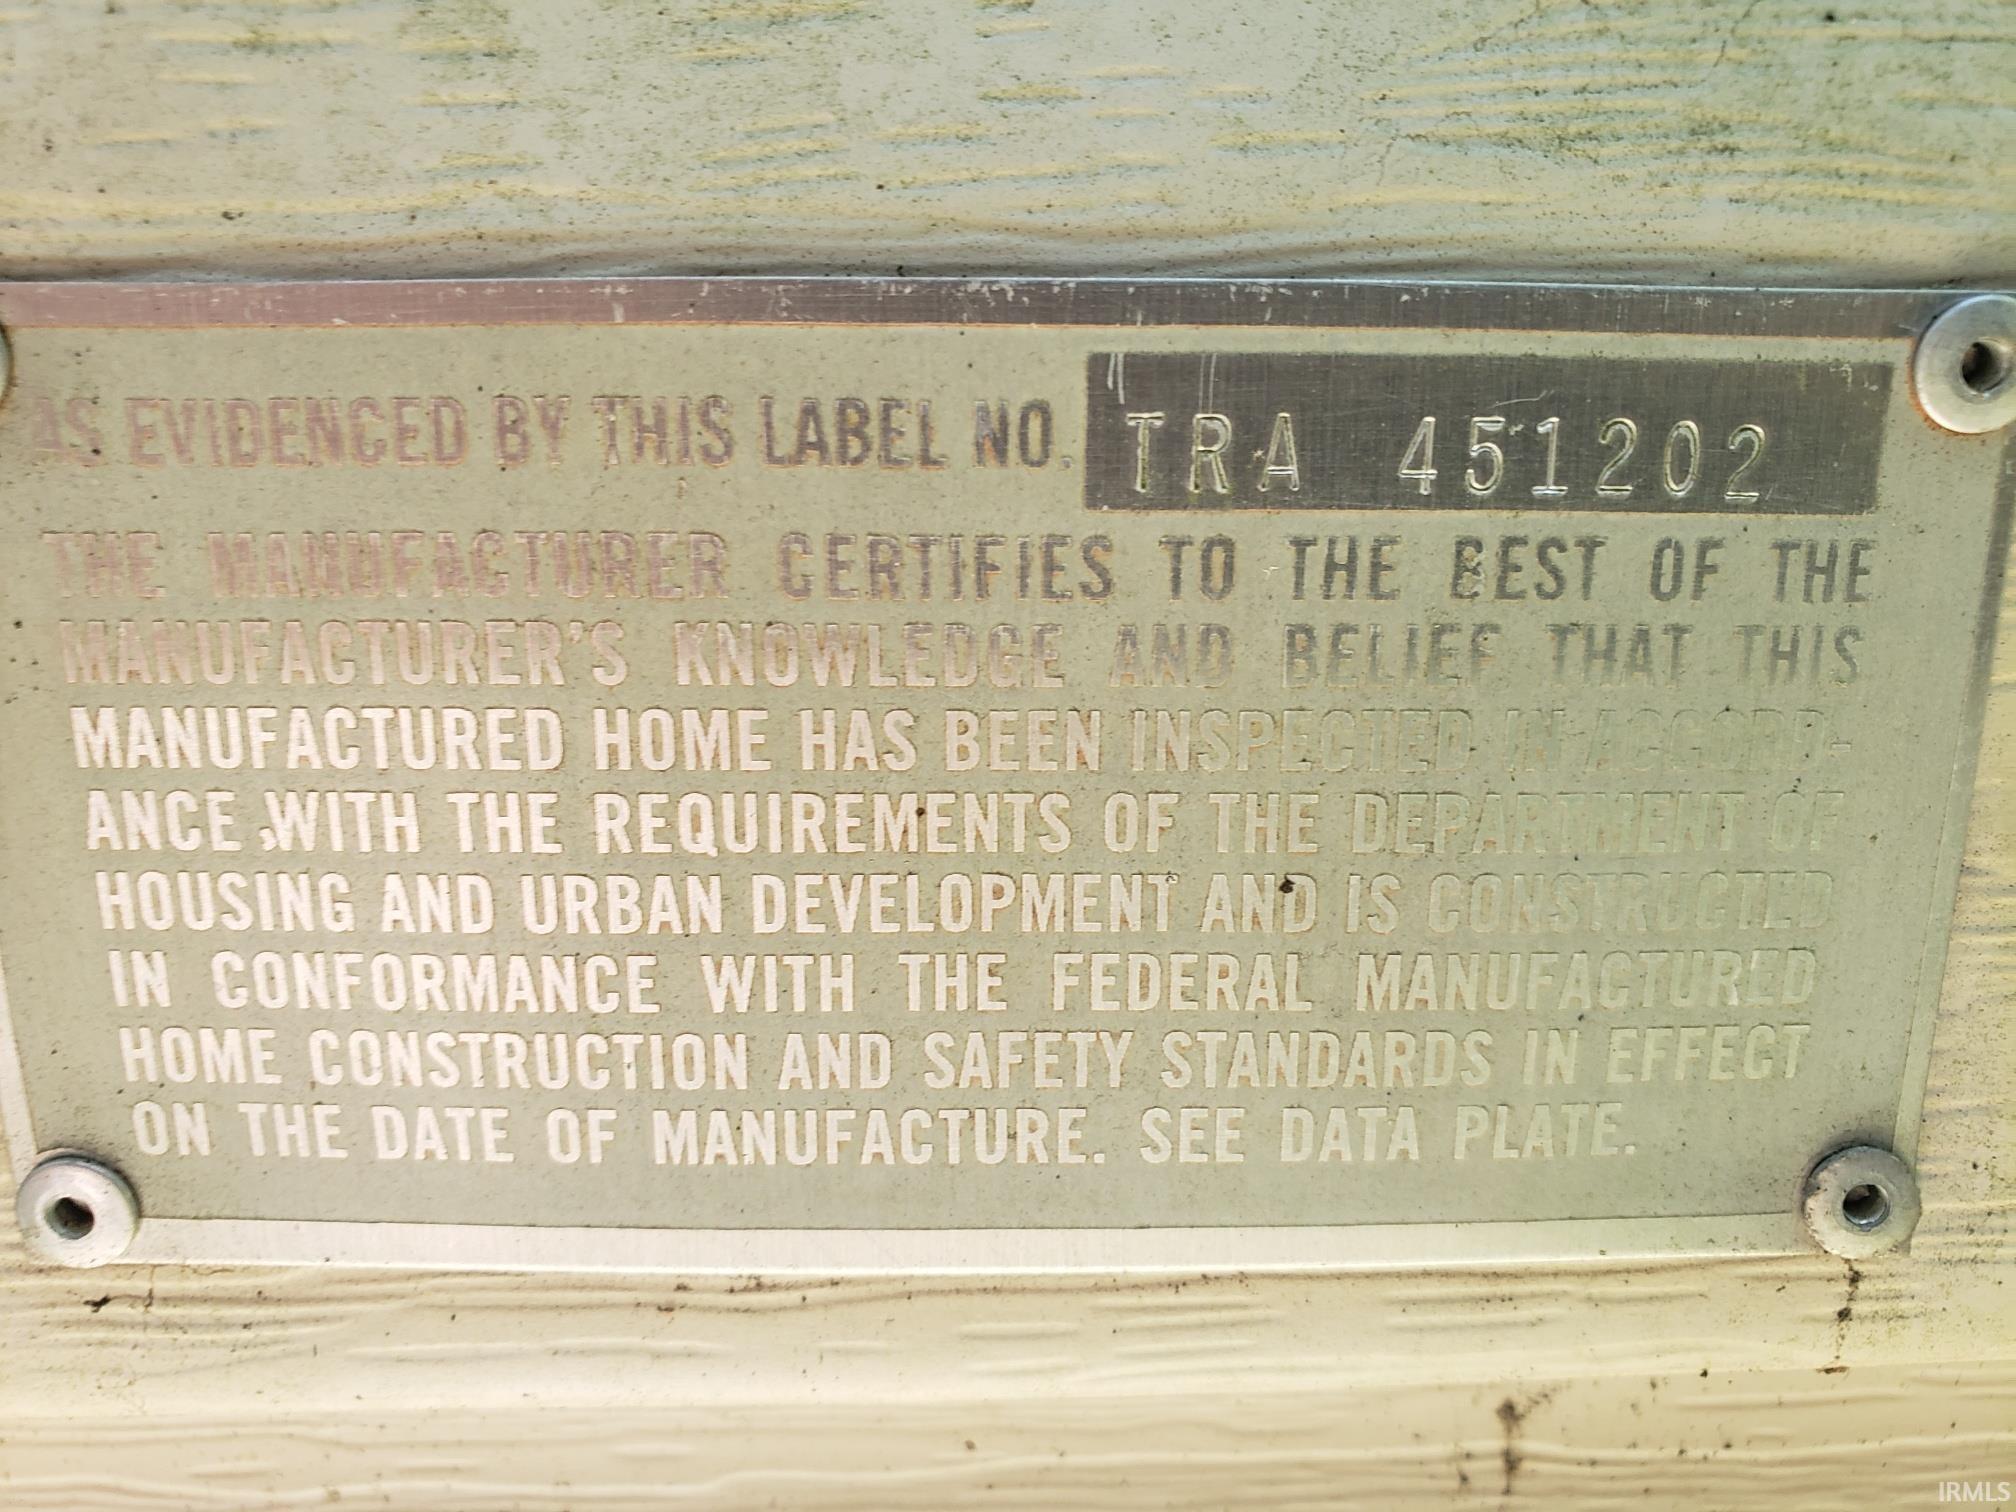 AS EVIDENCED BY THIS LABEL NO. TRA 451202
THE MANUFACTURER CERTIFIES TO THE BEST OF THE
MANUFACTURER'S KNOWLEDGE AND BELIEF THAT THIS
MANUFACTURED HOME HAS BEEN INSPECTED IN ACCORD-
ANCE WITH THE REQUIREMENTS OF THE DEPARTMENT OF
HOUSING AND URBAN DEVELOPMENT AND IS CONSTRUCTED
IN CONFORMANCE WITH THE FEDERAL MANUFACTURED
HOME CONSTRUCTION AND SAFETY STANDARDS IN EFFECT
ON THE DATE OF MANUFACTURE. SEE DATA PLATE.
IRMLS